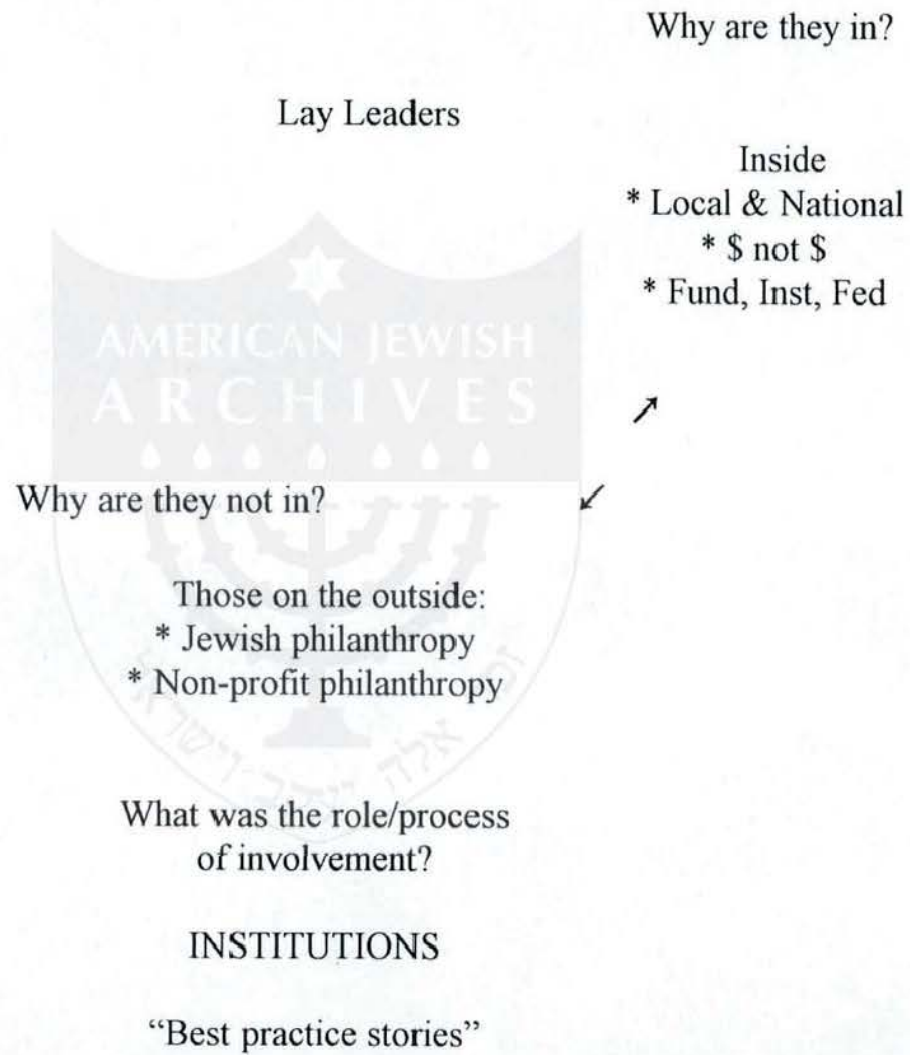 Why are they in?
Lay Leaders
Inside
* Local & National
* $ not $
* Fund, Inst, Fed
AMERICAN JEWISH
ARCHIVES
Why are they not in?
Those on the outside:
* Jewish philanthropy
* Non-profit philanthropy
What was the role/process
of involvement?
INSTITUTIONS
“Best practice stories”